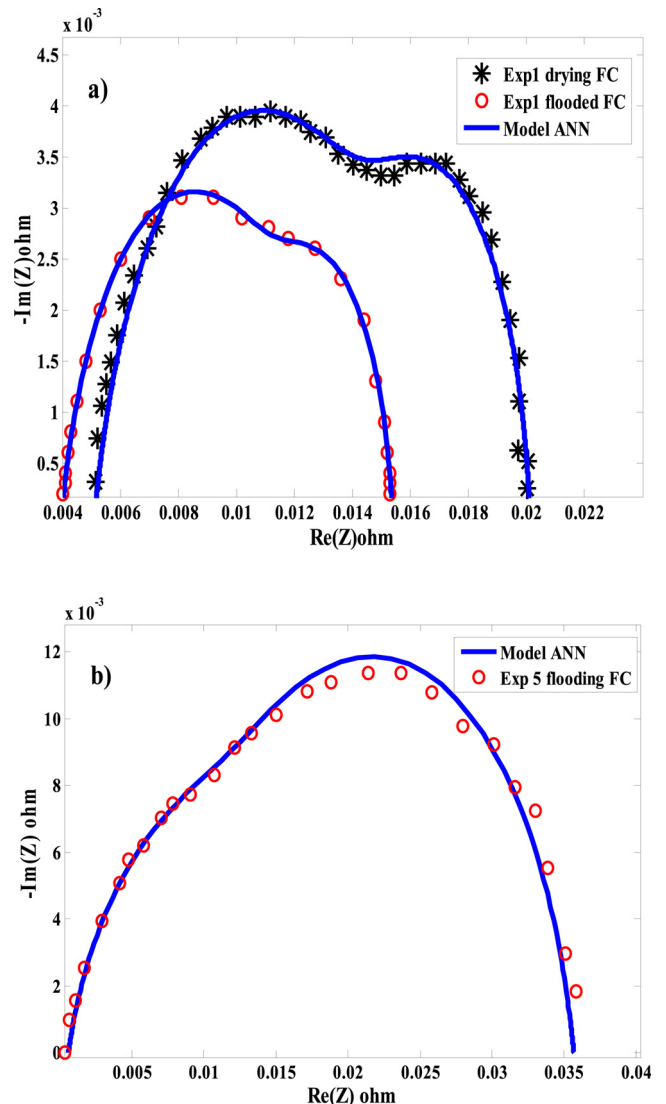 x 10⁻³
4.5
4
3.5
3
2.5
2
1.5
1
0.5
-Im(Z)ohm
a)
Exp1 drying FC
Exp1 flooded FC
Model ANN
0.004 0.006 0.008 0.01 0.012 0.014 0.016 0.018 0.02 0.022
Re(Z)ohm
x 10⁻³
12
10
8
6
4
2
0
-Im(Z) ohm
b)
Model ANN
Exp 5 flooding FC
0.005 0.01 0.015 0.02 0.025 0.03 0.035 0.04
Re(Z) ohm